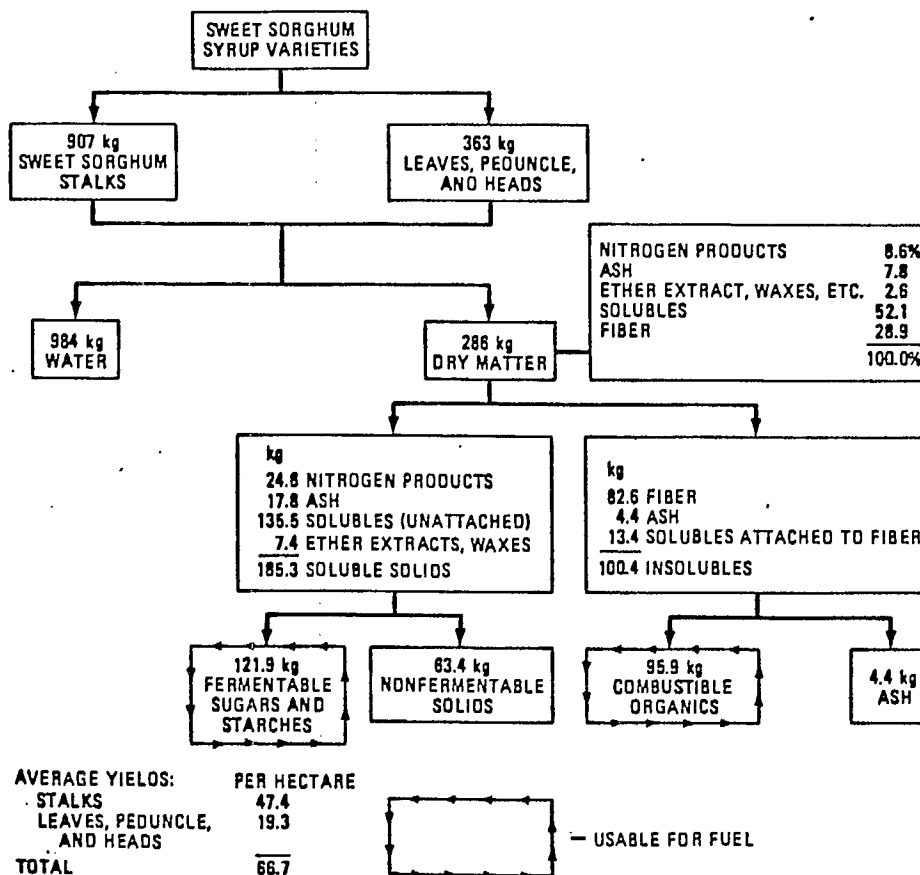 SWEET SORGHUM
SYRUP VARIETIES
907 kg
SWEET SORGHUM
STALKS
363 kg
LEAVES, PEDUNCLE,
AND HEADS
NITROGEN PRODUCTS 8.6%
ASH 7.8
ETHER EXTRACT, WAXES, ETC. 2.6
SOLUBLES 52.1
FIBER 28.9
100.0%
984 kg
WATER
286 kg
DRY MATTER
kg
24.6 NITROGEN PRODUCTS
17.8 ASH
135.5 SOLUBLES (UNATTACHED)
7.4 ETHER EXTRACTS, WAXES
185.3 SOLUBLE SOLIDS
kg
82.6 FIBER
4.4 ASH
13.4 SOLUBLES ATTACHED TO FIBER
100.4 INSOLUBLES
121.9 kg
FERMENTABLE
SUGARS AND
STARCHES
63.4 kg
NONFERMENTABLE
SOLIDS
95.9 kg
COMBUSTIBLE
ORGANICS
4.4 kg
ASH
AVERAGE YIELDS: PER HECTARE
STALKS 47.4
LEAVES, PEDUNCLE, 19.3
AND HEADS
TOTAL 66.7
– USABLE FOR FUEL